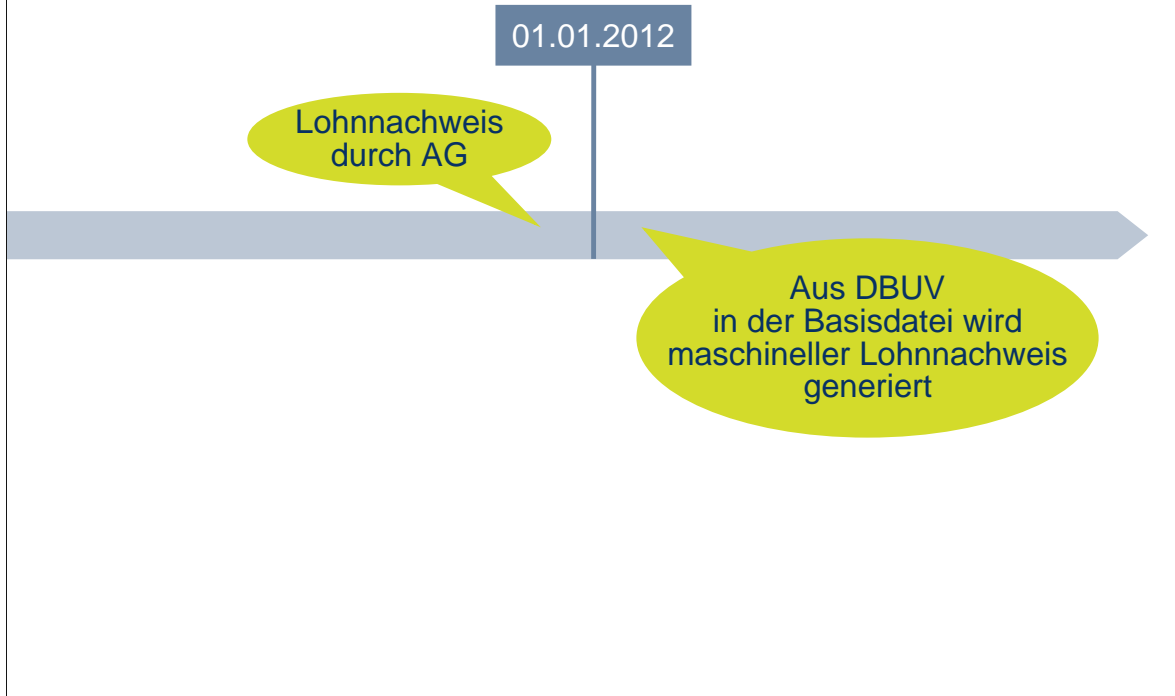 01.01.2012
Lohnnachweis
durch AG
Aus DBUV
in der Basisdatei wird
maschineller Lohnnachweis
generiert